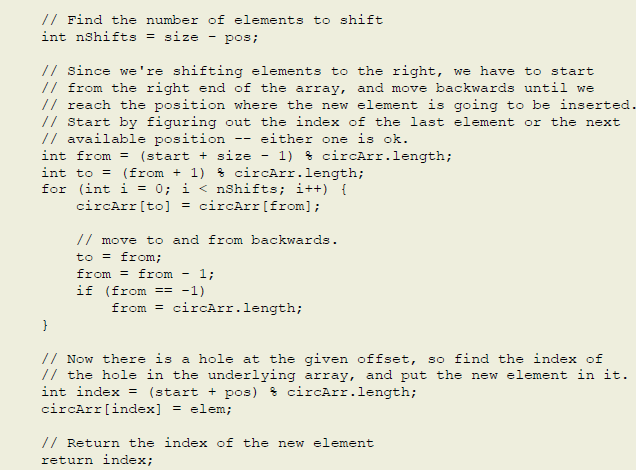 // Find the number of elements to shift
int nShifts = size - pos;
// Since we're shifting elements to the right, we have to start
// from the right end of the array, and move backwards until we
// reach the position where the new element is going to be inserted.
// Start by figuring out the index of the last element or the next
// available position -- either one is ok.
int from = (start + size - 1) % circArr.length;
int to = (from + 1) % circArr.length;
for (int i = 0; i < nShifts; i++) {
circArr[to] = circArr[from];
// move to and from backwards.
to = from;
from = from - 1;
if (from == -1)
from = circArr.length;
}
// Now there is a hole at the given offset, so find the index of
// the hole in the underlying array, and put the new element in it.
int index = (start + pos) % circArr.length;
circArr[index] = elem;
// Return the index of the new element
return index;